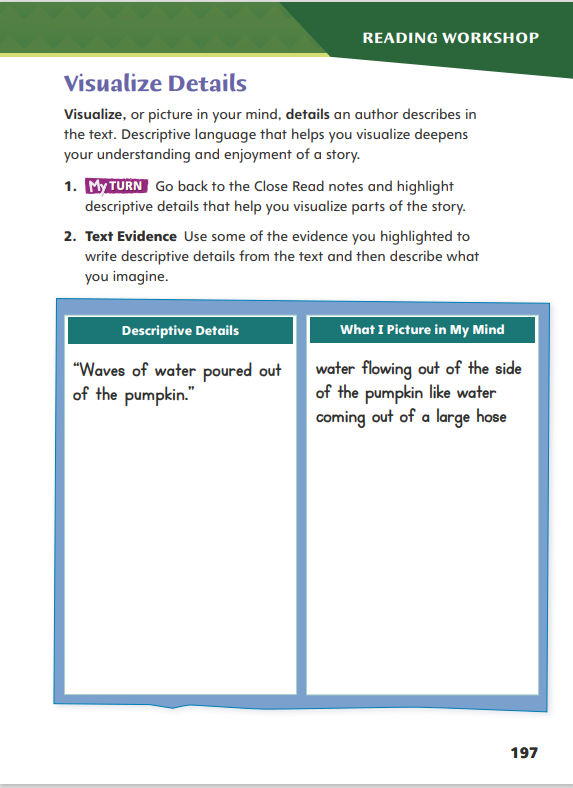 READING WORKSHOP
Visualize Details
Visualize, or picture in your mind, details an author describes in
the text. Descriptive language that helps you visualize deepens
your understanding and enjoyment of a story.
1. My TURN Go back to the Close Read notes and highlight
descriptive details that help you visualize parts of the story.
2. Text Evidence Use some of the evidence you highlighted to
write descriptive details from the text and then describe what
you imagine.
Descriptive Details
“Waves of water poured out
of the pumpkin.”
What I Picture in My Mind
water flowing out of the side
of the pumpkin like water
coming out of a large hose
197